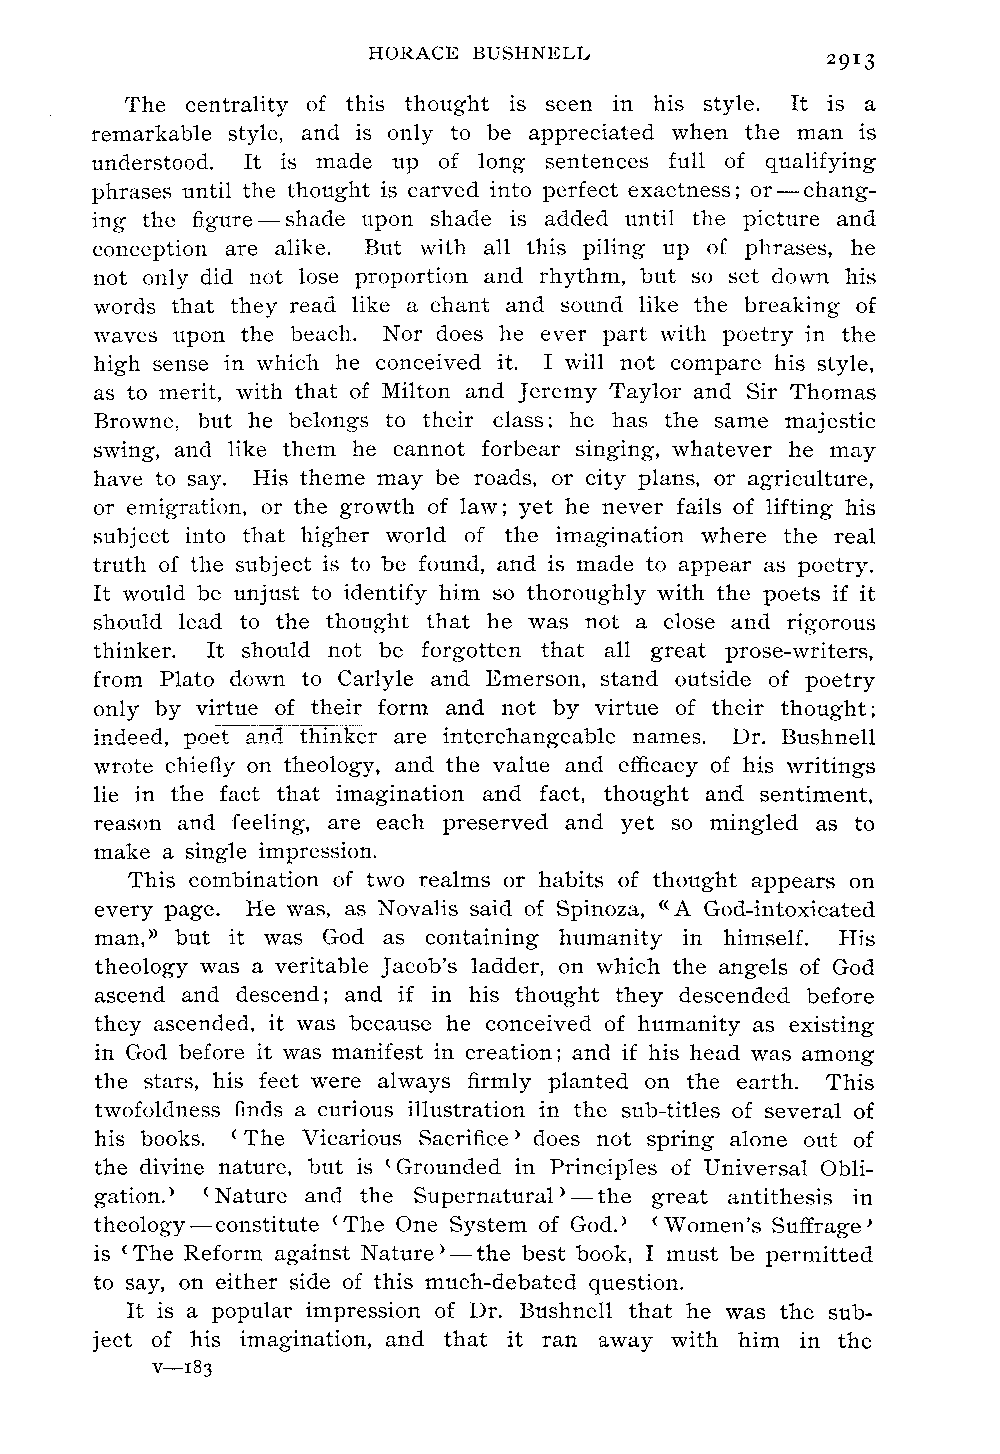 HORACE BUSHNELL 2913
The centrality of this thought is seen in his style. It is a
remarkable style, and is only to be appreciated when the man is
understood. It is made up of long sentences full of qualifying
phrases until the thought is carved into perfect exactness; or—chang-
ing the figure—shade upon shade is added until the picture and
conception are alike. But with all this piling up of phrases, he
not only did not lose proportion and rhythm, but so set down his
words that they read like a chant and sound like the breaking of
waves upon the beach. Nor does he ever part with poetry in the
high sense in which he conceived it. I will not compare his style,
as to merit, with that of Milton and Jeremy Taylor and Sir Thomas
Browne, but he belongs to their class; he has the same majestic
swing, and like them he cannot forbear singing, whatever he may
have to say. His theme may be roads, or city plans, or agriculture,
or emigration, or the growth of law; yet he never fails of lifting his
subject into that higher world of the imagination where the real
truth of the subject is to be found, and is made to appear as poetry.
It would be unjust to identify him so thoroughly with the poets if it
should lead to the thought that he was not a close and rigorous
thinker. It should not be forgotten that all great prose-writers,
from Plato down to Carlyle and Emerson, stand outside of poetry
only by virtue of their form and not by virtue of their thought;
indeed, poet and thinker are interchangeable names. Dr. Bushnell
wrote chiefly on theology, and the value and efficacy of his writings
lie in the fact that imagination and fact, thought and sentiment,
reason and feeling, are each preserved and yet so mingled as to
make a single impression.
This combination of two realms or habits of thought appears on
every page. He was, as Novalis said of Spinoza, «A God-intoxicated
man,» but it was God as containing humanity in himself. His
theology was a veritable Jacob's ladder, on which the angels of God
ascend and descend; and if in his thought they descended before
they ascended, it was because he conceived of humanity as existing
in God before it was manifest in creation; and if his head was among
the stars, his feet were always firmly planted on the earth. This
twofoldness finds a curious illustration in the sub-titles of several of
his books. ‹The Vicarious Sacrifice› does not spring alone out of
the divine nature, but is ‹Grounded in Principles of Universal Obli-
gation.› ‹Nature and the Supernatural›—the great antithesis in
theology—constitute ‹The One System of God.› ‹Women's Suffrage›
is ‹The Reform against Nature›—the best book, I must be permitted
to say, on either side of this much-debated question.
It is a popular impression of Dr. Bushnell that he was the sub-
ject of his imagination, and that it ran away with him in the
V—183